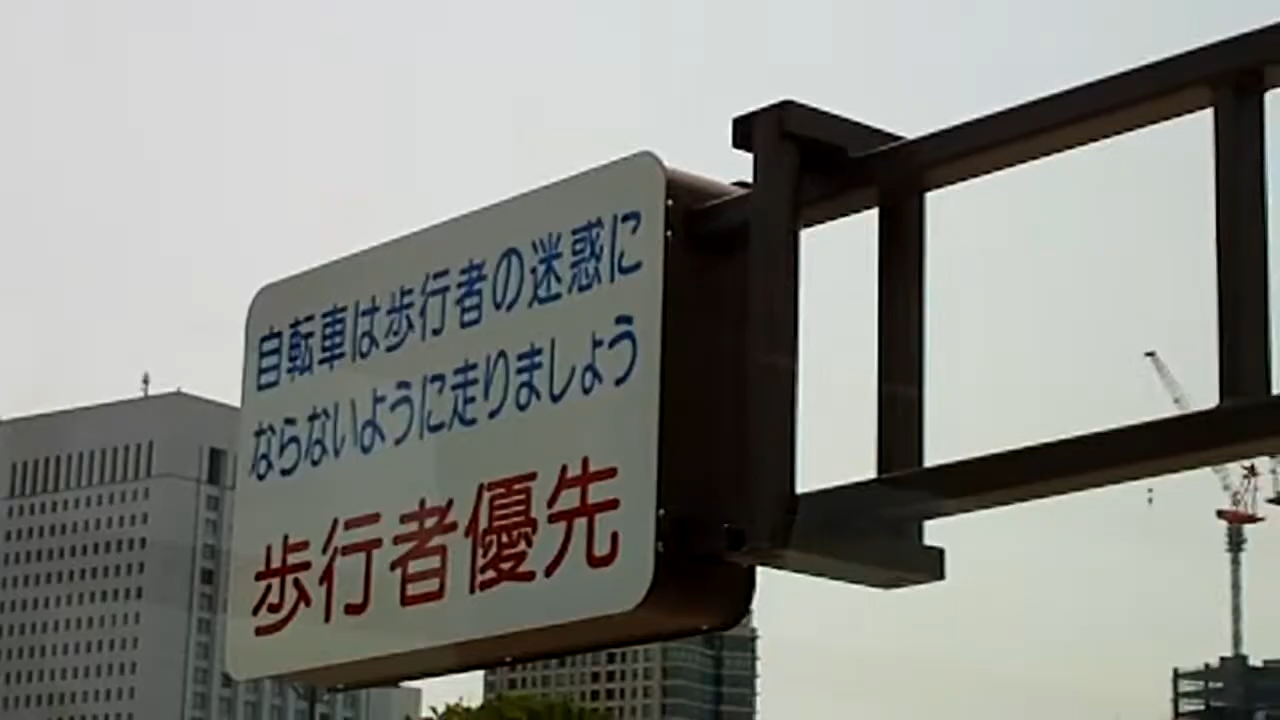 自転車は歩行者の迷惑に
ならないように走りましょう
歩行者優先